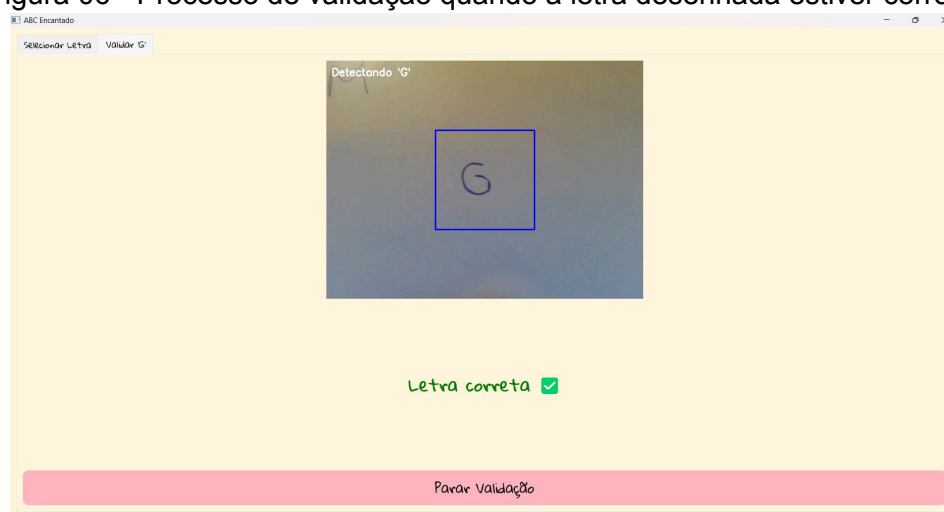 igura 06 - Processo de validação quando a letra desenhada estiver corre
ABC Encantado
Selecionar Letra Validar 'G'
Detectando 'G'
M
G
Letra correta ✅
Parar Validação